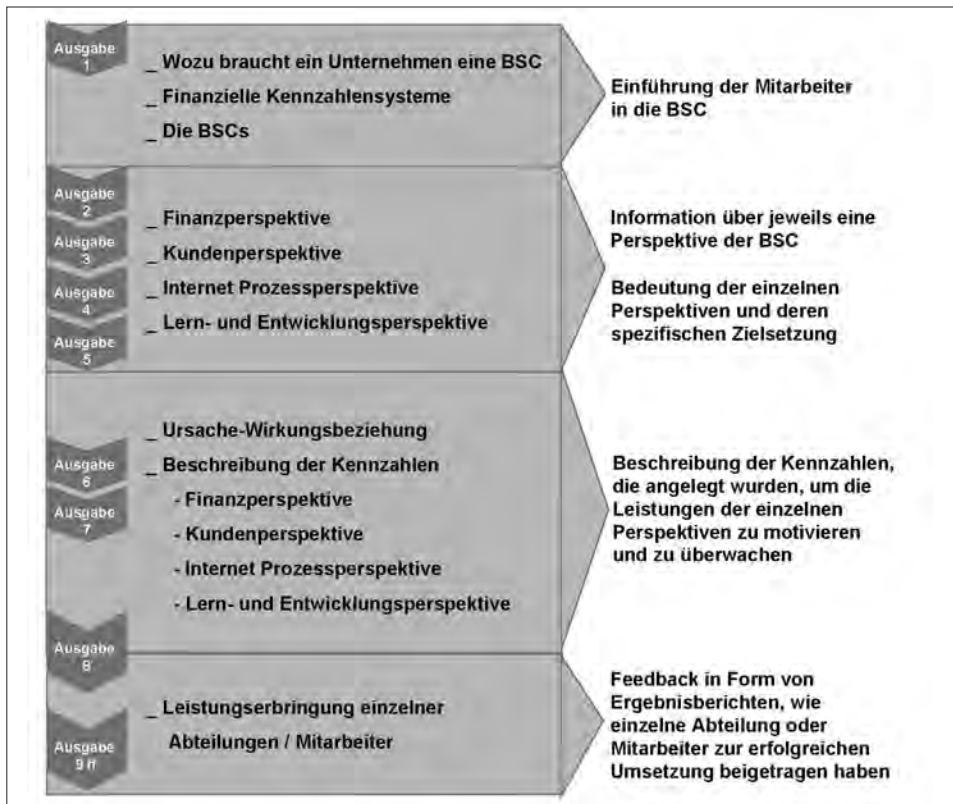 Ausgabe
1
_ Wozu braucht ein Unternehmen eine BSC
_ Finanzielle Kennzahlensysteme
_ Die BSCs
Einführung der Mitarbeiter
in die BSC
Ausgabe
2
Ausgabe
3
Ausgabe
4
Ausgabe
5
_ Finanzperspektive
_ Kundenperspektive
_ Internet Prozessperspektive
_ Lern- und Entwicklungsperspektive
Information über jeweils eine
Perspektive der BSC
Bedeutung der einzelnen
Perspektiven und deren
spezifischen Zielsetzung
Ausgabe
6
Ausgabe
7
_ Ursache-Wirkungsbeziehung
_ Beschreibung der Kennzahlen
- Finanzperspektive
- Kundenperspektive
- Internet Prozessperspektive
- Lern- und Entwicklungsperspektive
Beschreibung der Kennzahlen,
die angelegt wurden, um die
Leistungen der einzelnen
Perspektiven zu motivieren
und zu überwachen
Ausgabe
8
Ausgabe
9 ff
_ Leistungserbringung einzelner
Abteilungen / Mitarbeiter
Feedback in Form von
Ergebnisberichten, wie
einzelne Abteilung oder
Mitarbeiter zur erfolgreichen
Umsetzung beigetragen haben